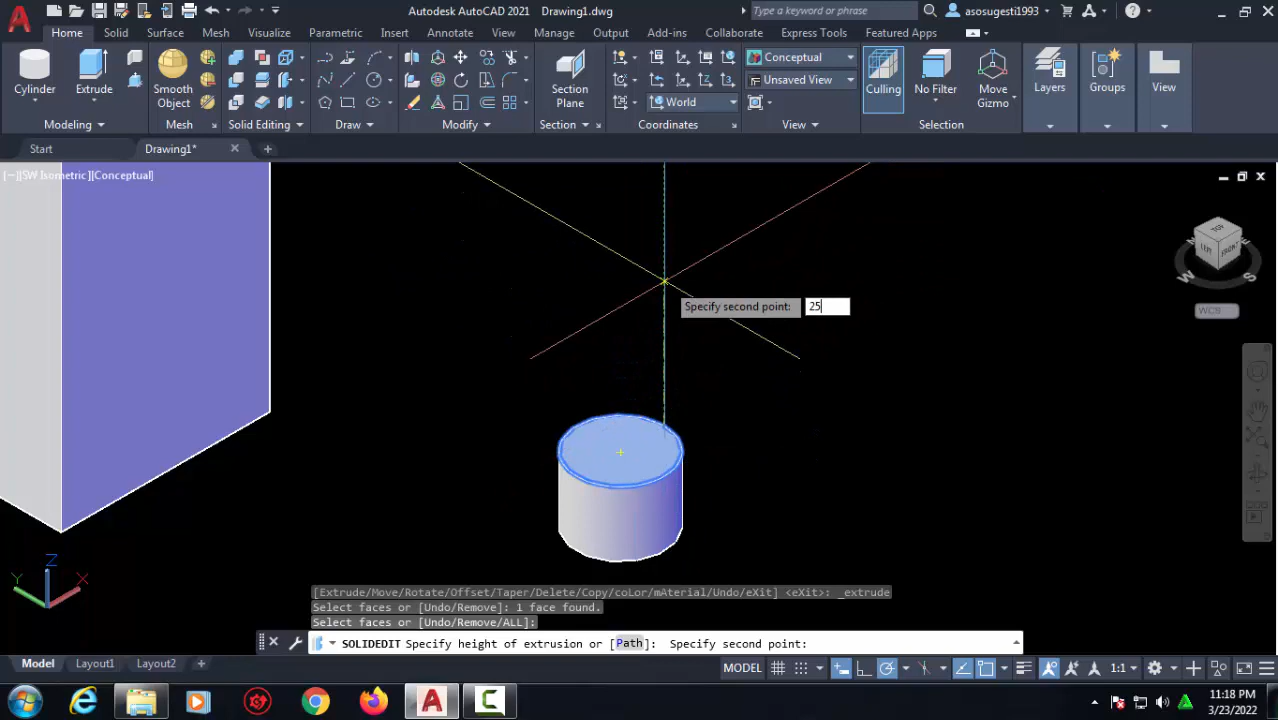 Autodesk AutoCAD 2021 Drawing1.dwg
Type a keyword or phrase
asosugesti1993
Home Solid Surface Mesh Visualize Parametric Insert Annotate View Manage Output Add-ins Collaborate Express Tools Featured Apps
Cylinder
Extrude
Smooth
Object
Section
Plane
World
Conceptual
Unsaved View
Culling
No Filter
Move
Gizmo
Layers
Groups
View
Modeling Mesh Solid Editing Draw Modify Section Coordinates View Selection
Start Drawing1*
[−][SW Isometric][Conceptual]
TOP
LEFT
FRONT
W
S
E
WCS
Specify second point: 25
Z
Y
X
[Extrude/Move/Rotate/Offset/Taper/Delete/Copy/coLor/mAterial/Undo/eXit] <eXit>: _extrude
Select faces or [Undo/Remove]: 1 face found.
Select faces or [Undo/Remove/ALL]:
SOLIDEDIT Specify height of extrusion or [Path]: Specify second point:
Model Layout1 Layout2
MODEL
1:1
11:18 PM
3/23/2022